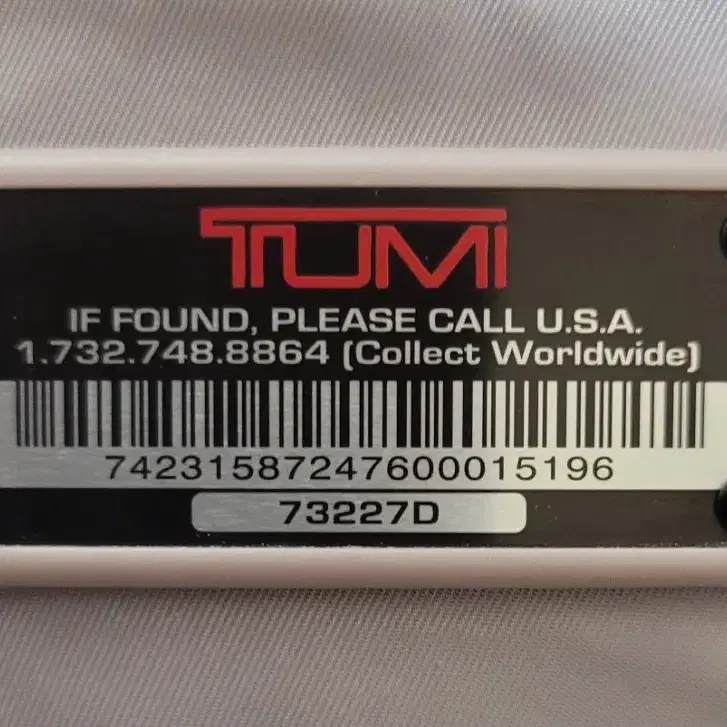 TUMI
IF FOUND, PLEASE CALL U.S.A.
1.732.748.8864 (Collect Worldwide)
74231587247600015196
73227D